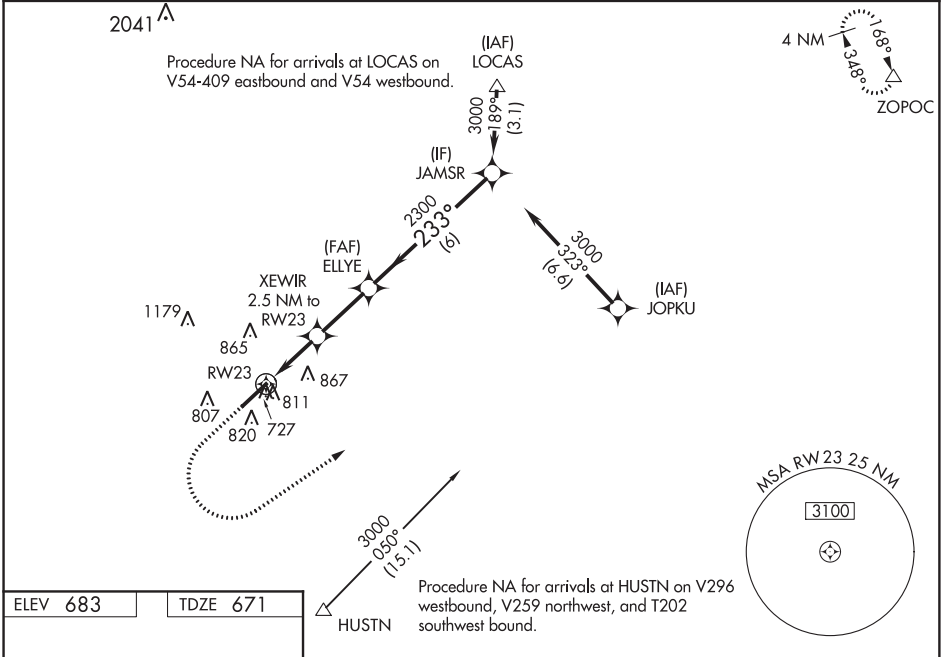 2041
Procedure NA for arrivals at LOCAS on
V54-409 eastbound and V54 westbound.
(IAF)
LOCAS
3000
189°
(3.1)
4 NM
168°
348°
ZOPOC
(IF)
JAMSR
2300
233°
(6)
(FAF)
ELLYE
3000
323°
(6.6)
(IAF)
JOPKU
XEWIR
2.5 NM to
RW23
1179
865
RW23
867
811
807
820
727
MSA RW23 25 NM
3100
3000
050°
(15.1)
HUSTN
Procedure NA for arrivals at HUSTN on V296
westbound, V259 northwest, and T202
southwest bound.
ELEV 683
TDZE 671